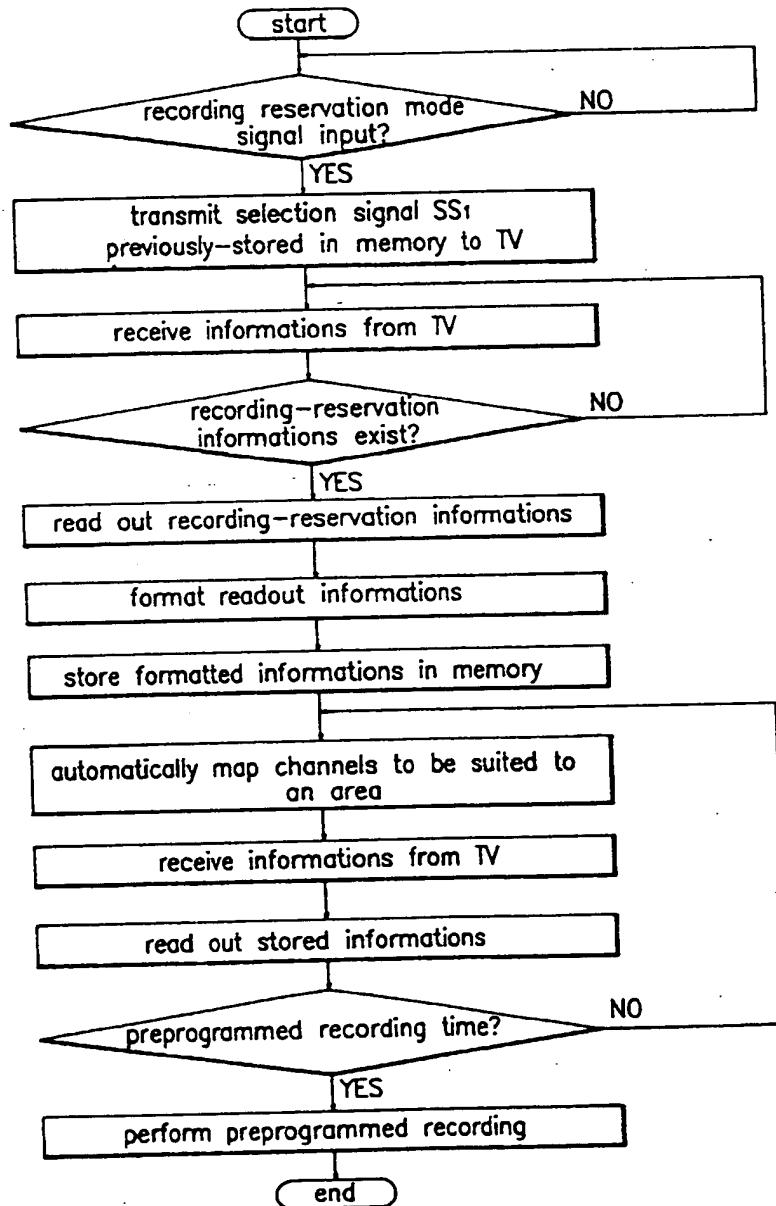 start
recording reservation mode
signal input?
NO
YES
transmit selection signal SS1
previously-stored in memory to TV
receive informations from TV
recording-reservation
informations exist?
NO
YES
read out recording-reservation informations
format readout informations
store formatted informations in memory
automatically map channels to be suited to
an area
receive informations from TV
read out stored informations
preprogrammed recording time?
NO
YES
perform preprogrammed recording
end